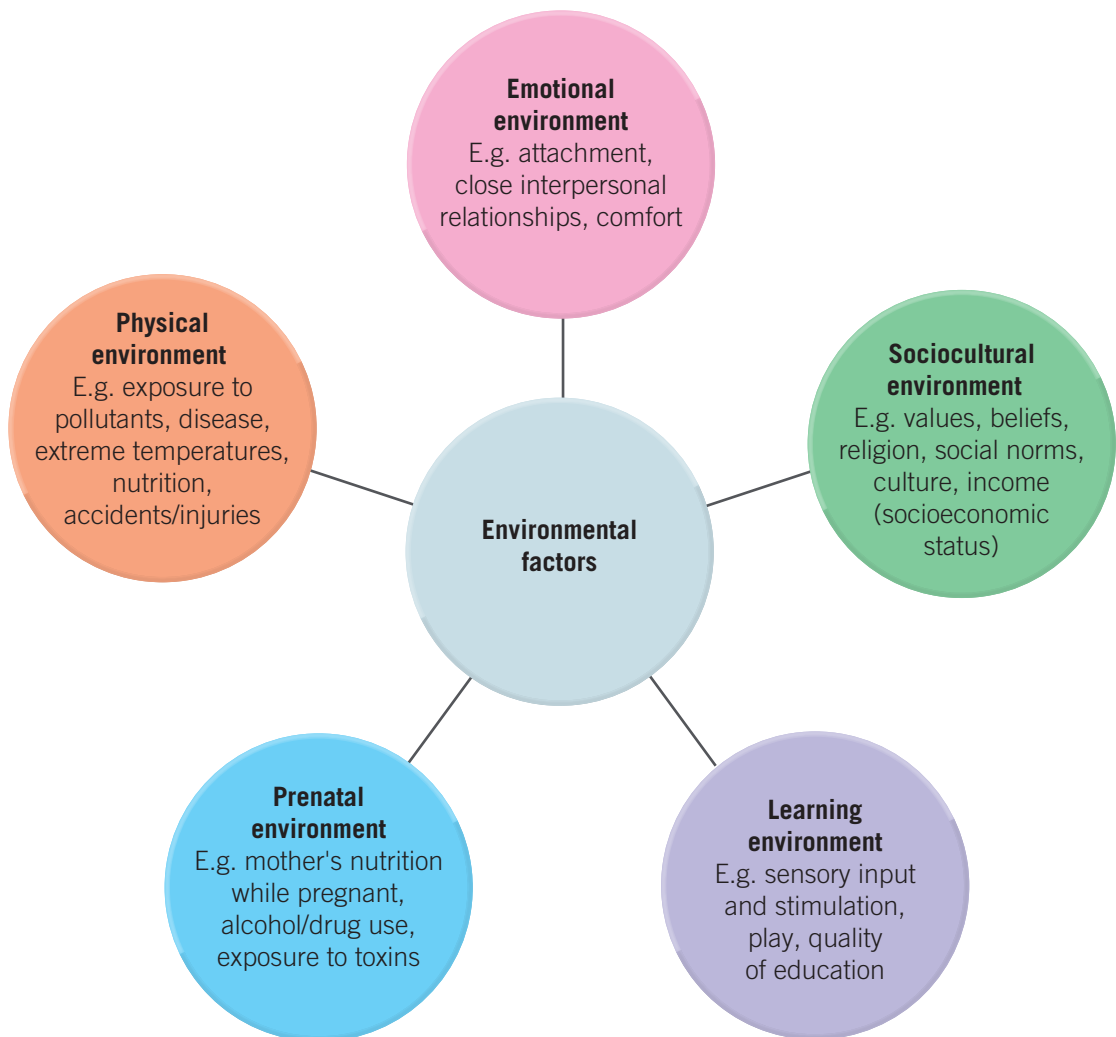 Emotional
environment
E.g. attachment,
close interpersonal
relationships, comfort
Physical
environment
E.g. exposure to
pollutants, disease,
extreme temperatures,
nutrition,
accidents/injuries
Sociocultural
environment
E.g. values, beliefs,
religion, social norms,
culture, income
(socioeconomic
status)
Environmental
factors
Prenatal
environment
E.g. mother's nutrition
while pregnant,
alcohol/drug use,
exposure to toxins
Learning
environment
E.g. sensory input
and stimulation,
play, quality
of education